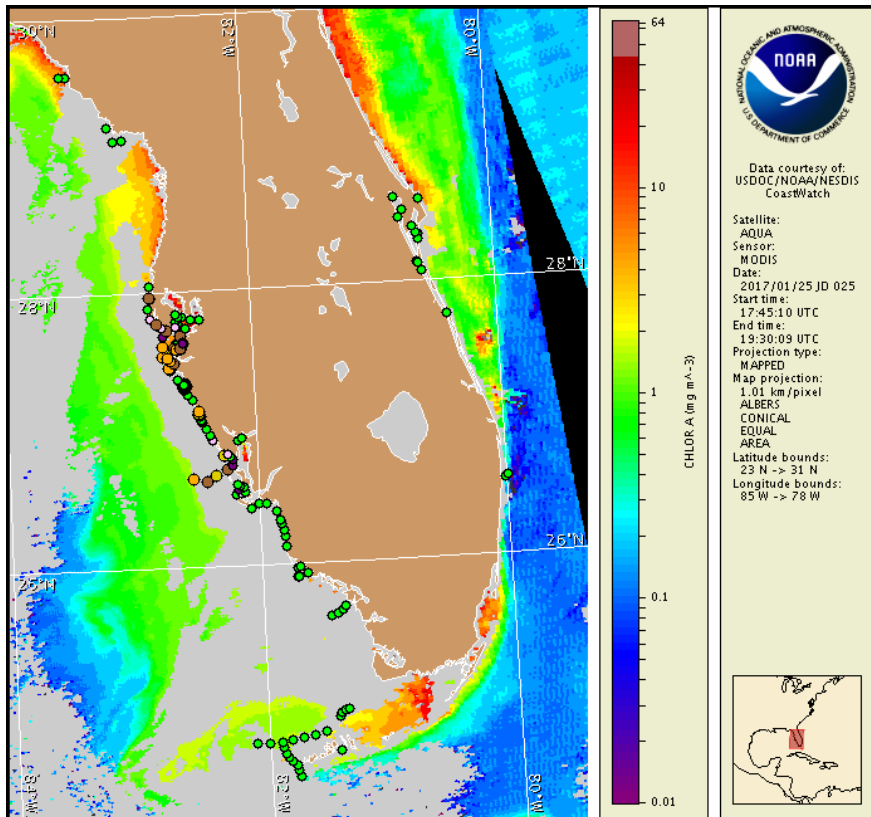 30°N
82°W
80°W
28°N
28°N
26°N
26°N
84°W
82°W
80°W
64
10
1
0.1
0.01
CHLOR A (mg m^-3)
NATIONAL OCEANIC AND ATMOSPHERIC ADMINISTRATION
NOAA
U.S. DEPARTMENT OF COMMERCE
Data courtesy of:
USDOC/NOAA/NESDIS
CoastWatch
Satellite:
AQUA
Sensor:
MODIS
Date:
2017/01/25 JD 025
Start time:
17:45:10 UTC
End time:
19:30:09 UTC
Projection type:
MAPPED
Map projection:
1.01 km/pixel
ALBERS
CONICAL
EQUAL
AREA
Latitude bounds:
23 N -> 31 N
Longitude bounds:
85 W -> 78 W